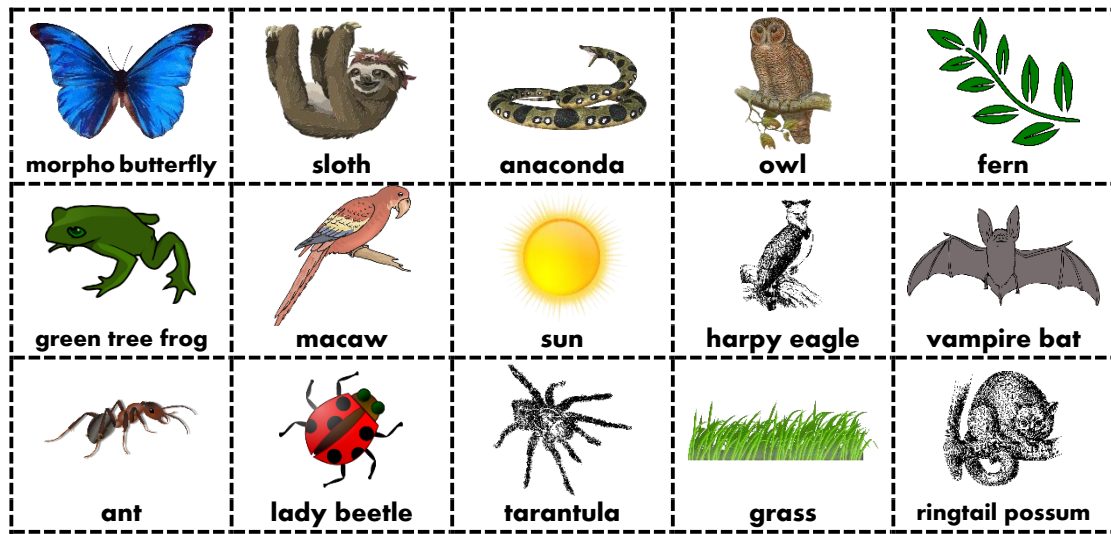 morpho butterfly
sloth
anaconda
owl
fern
green tree frog
macaw
sun
harpy eagle
vampire bat
ant
lady beetle
tarantula
grass
ringtail possum